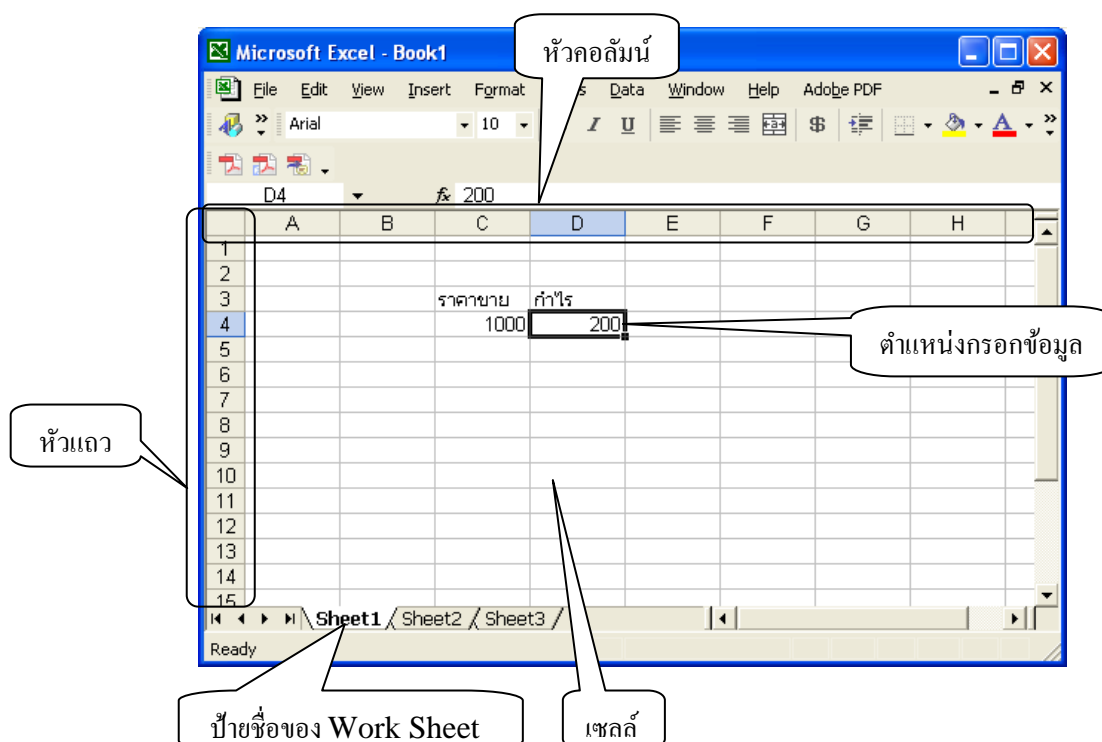 Microsoft Excel - Book1
หัวคอลัมน์
File Edit View Insert Format s Data Window Help Adobe PDF
Arial 10 I U $ A
D4 fx 200
A B C D E F G H
1
2
3 ราคาขาย กำไร
4 1000 200
ตำแหน่งกรอกข้อมูล
5
6
7
8
หัวแถว
9
10
11
12
13
14
15
Sheet1 Sheet2 Sheet3
Ready
ป้ายชื่อของ Work Sheet
เซลล์